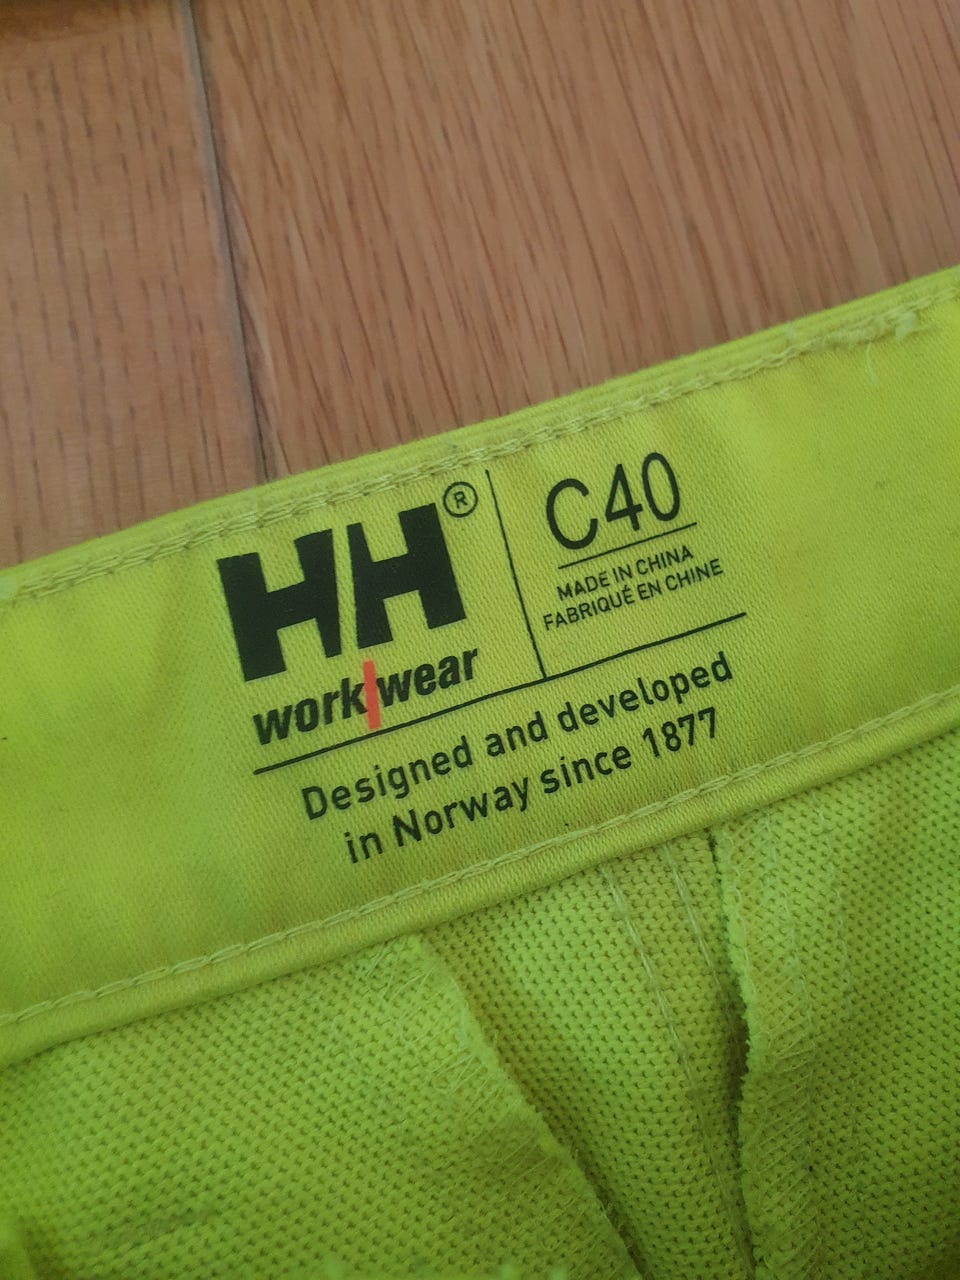 HH®
work/wear
C40
MADE IN CHINA
FABRIQUÉ EN CHINE
Designed and developed
in Norway since 1877